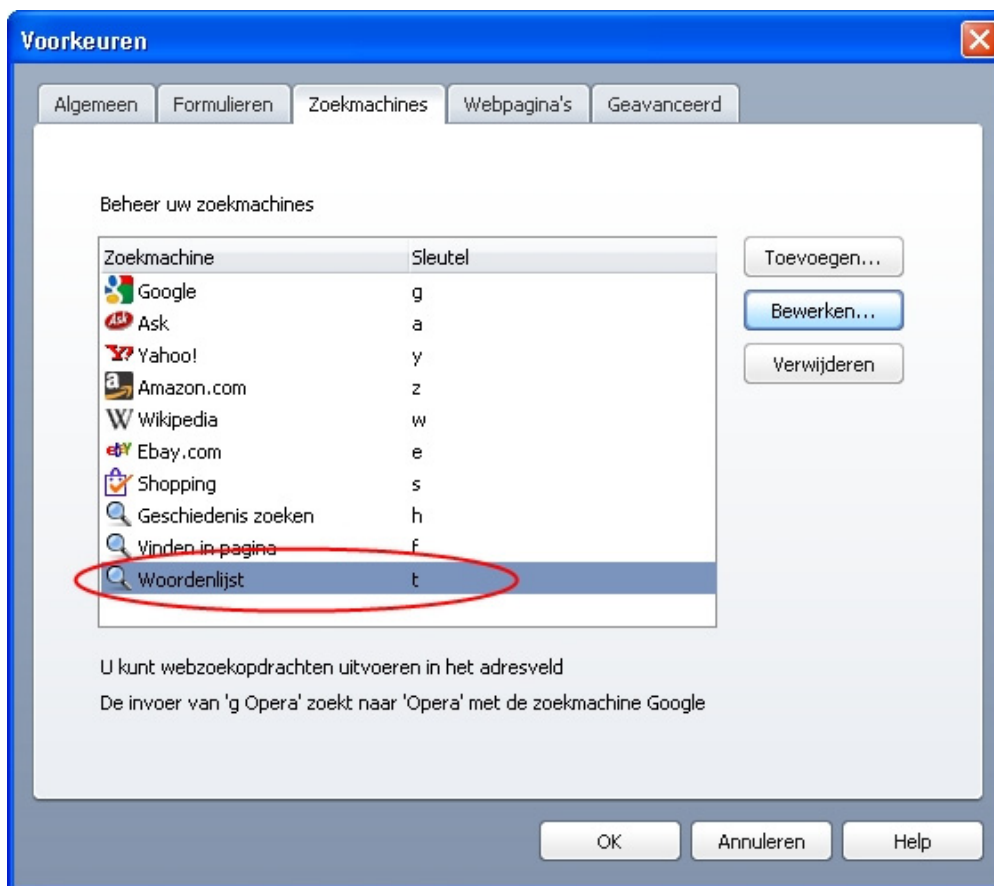 Voorkeuren
Algemeen Formulieren Zoekmachines Webpagina's Geavanceerd
Beheer uw zoekmachines
Zoekmachine Sleutel
Google g
Ask a
Yahoo! y
Amazon.com z
Wikipedia w
Ebay.com e
Shopping s
Geschiedenis zoeken h
Vinden in pagina f
Woordenlijst t
Toevoegen...
Bewerken...
Verwijderen
U kunt webzoekopdrachten uitvoeren in het adresveld
De invoer van 'g Opera' zoekt naar 'Opera' met de zoekmachine Google
OK Annuleren Help